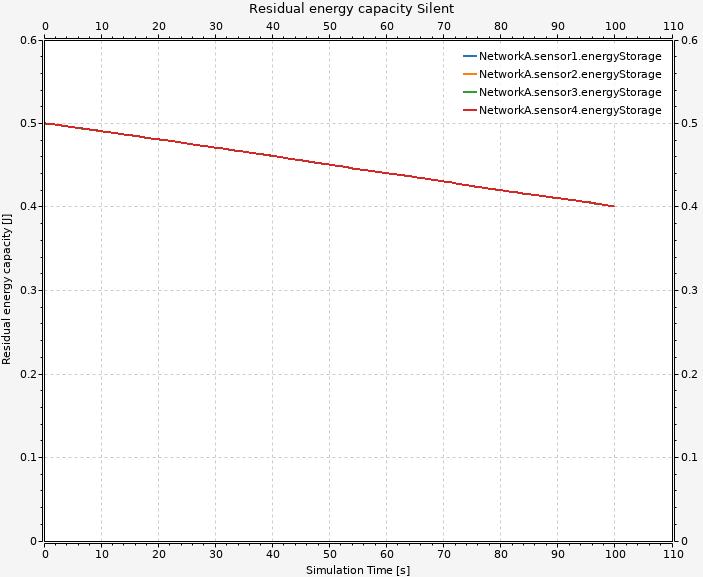 Residual energy capacity Silent
0 10 20 30 40 50 60 70 80 90 100 110
NetworkA.sensor1.energyStorage
NetworkA.sensor2.energyStorage
NetworkA.sensor3.energyStorage
NetworkA.sensor4.energyStorage
0.6 0.6
0.5 0.5
0.4 0.4
0.3 0.3
0.2 0.2
0.1 0.1
0 0
Residual energy capacity [J]
0 10 20 30 40 50 60 70 80 90 100 110
Simulation Time [s]